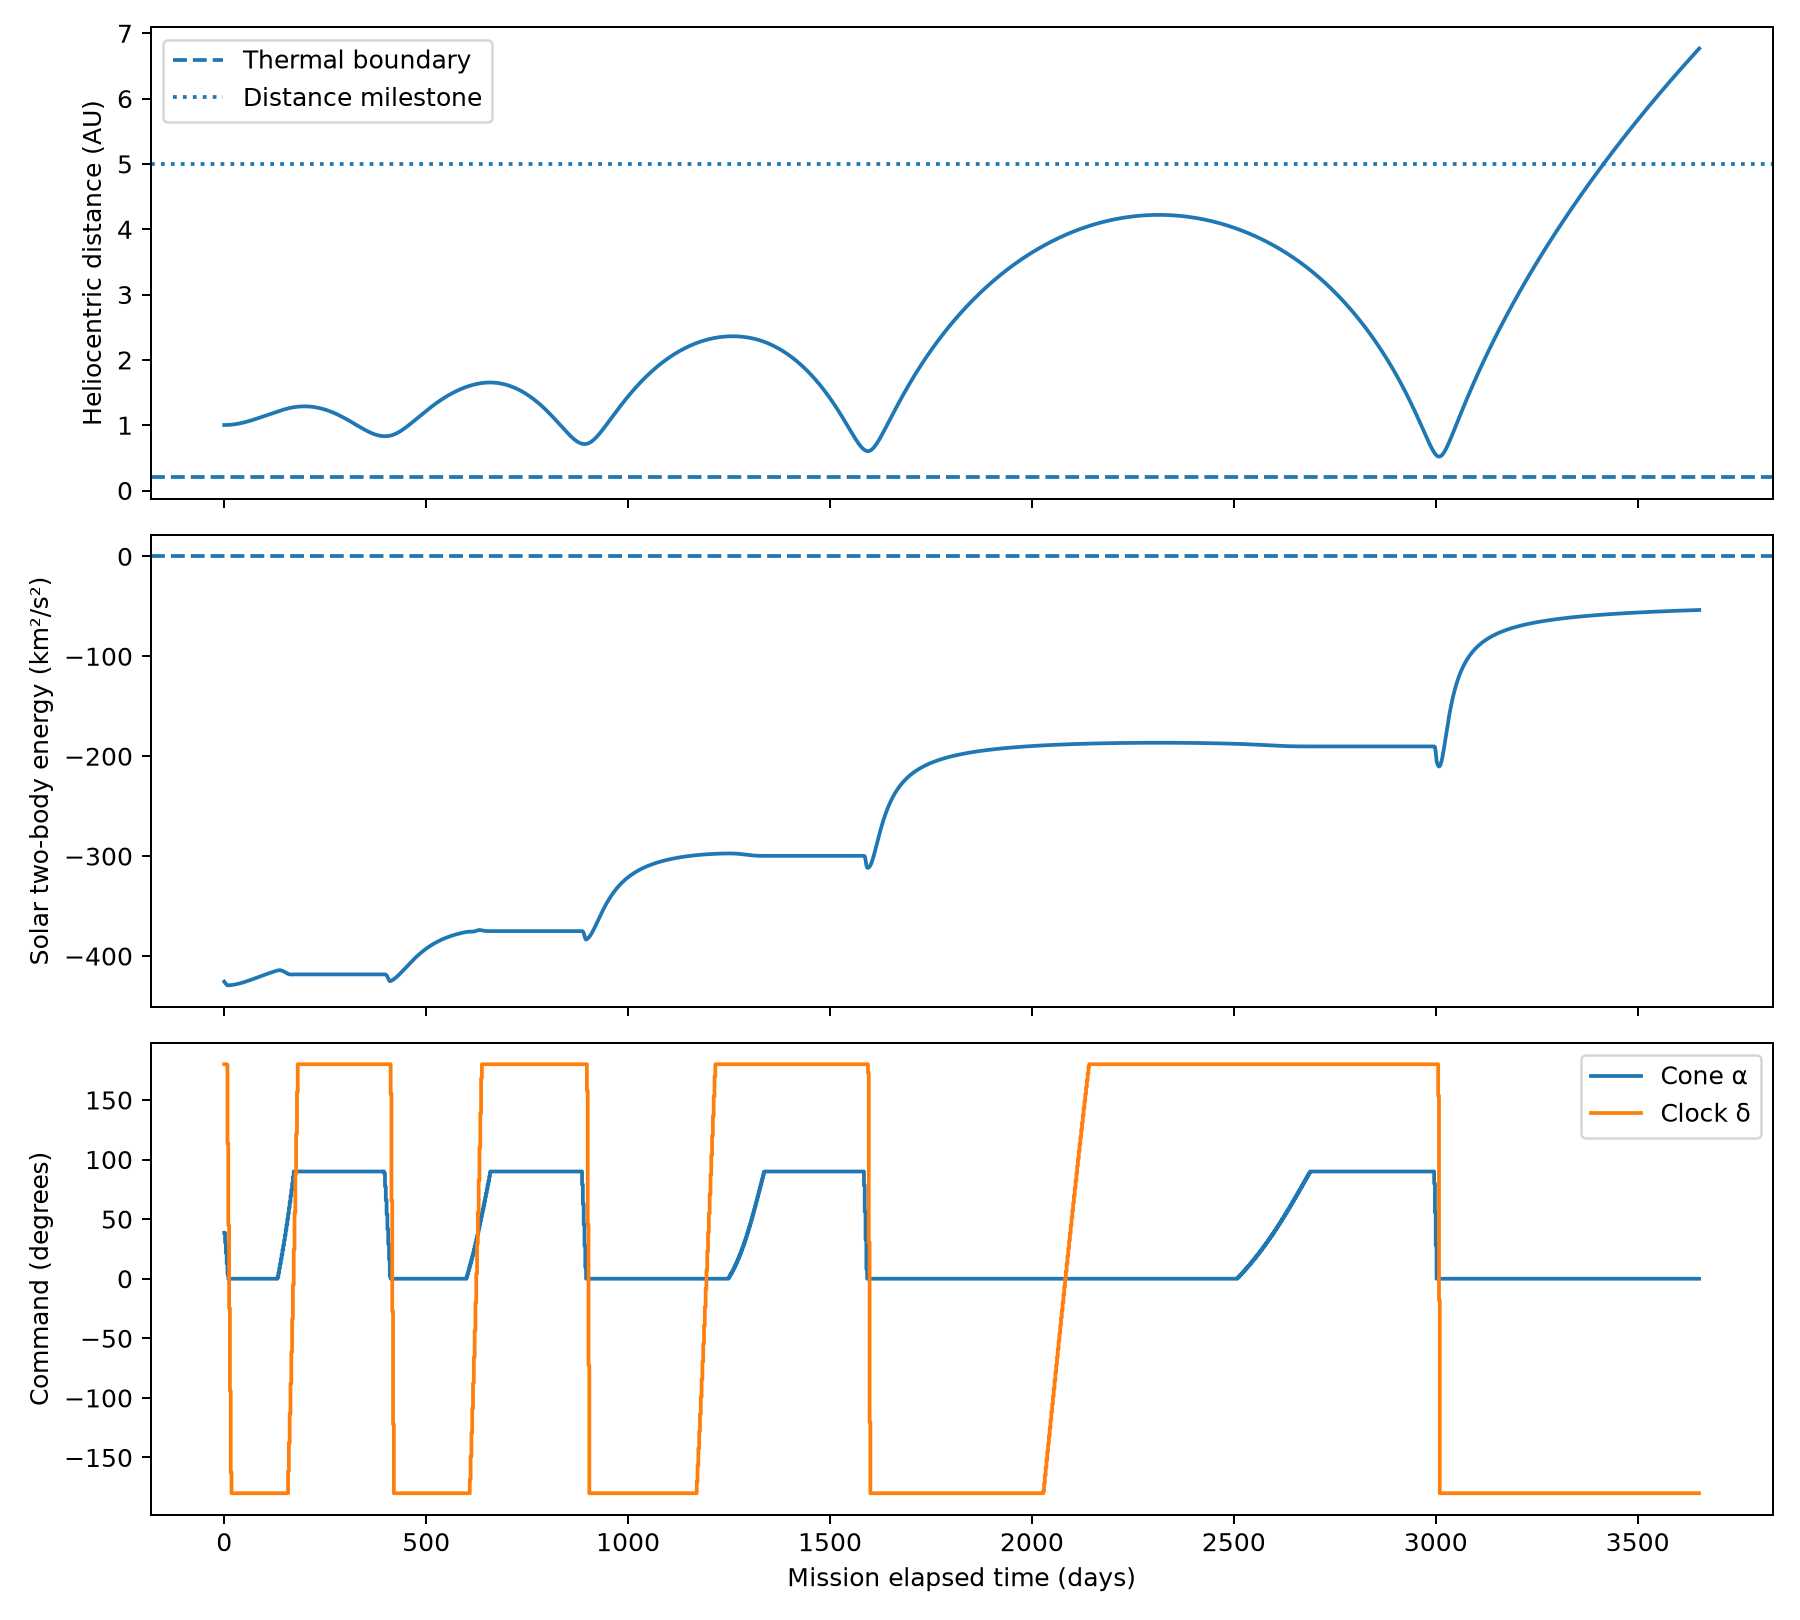 7
6
5
4
3
2
1
0
Heliocentric distance (AU)
Thermal boundary
Distance milestone
0
−100
−200
−300
−400
Solar two-body energy (km²/s²)
150
100
50
0
−50
−100
−150
Command (degrees)
Cone α
Clock δ
0 500 1000 1500 2000 2500 3000 3500
Mission elapsed time (days)